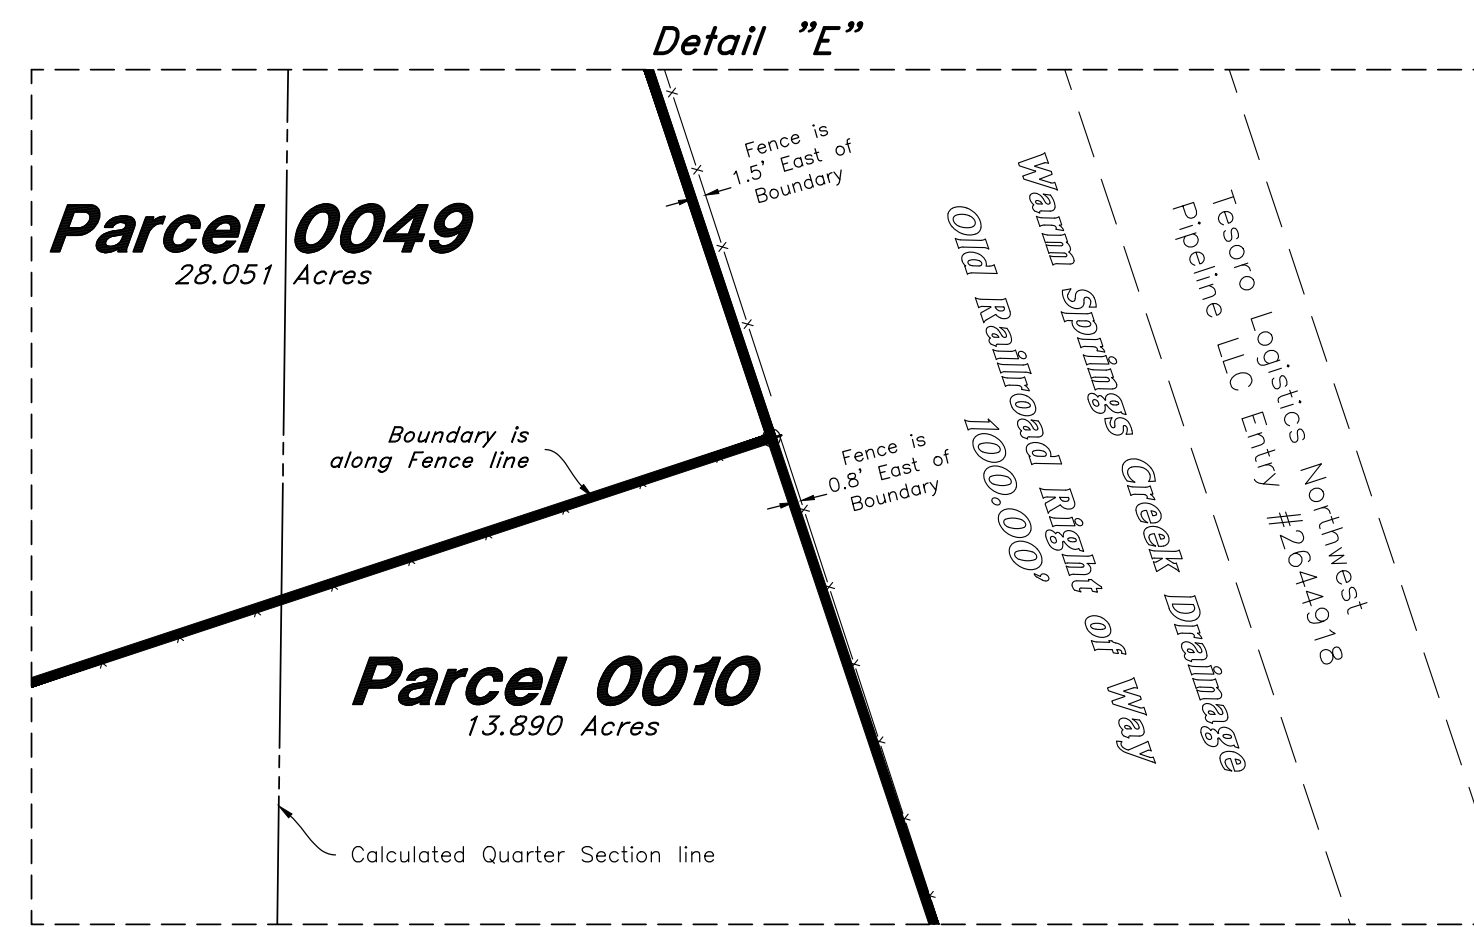 Detail "E"
Fence is
1.5' East of
Boundary
Parcel 0049
28.051 Acres
Warm Springs Creek Drainage
Old Railroad Right of Way
100.00'
Tesoro Logistics Northwest
Pipeline LLC Entry #2644918
Boundary is
along Fence line
Fence is
0.8' East of
Boundary
Parcel 0010
13.890 Acres
Calculated Quarter Section line